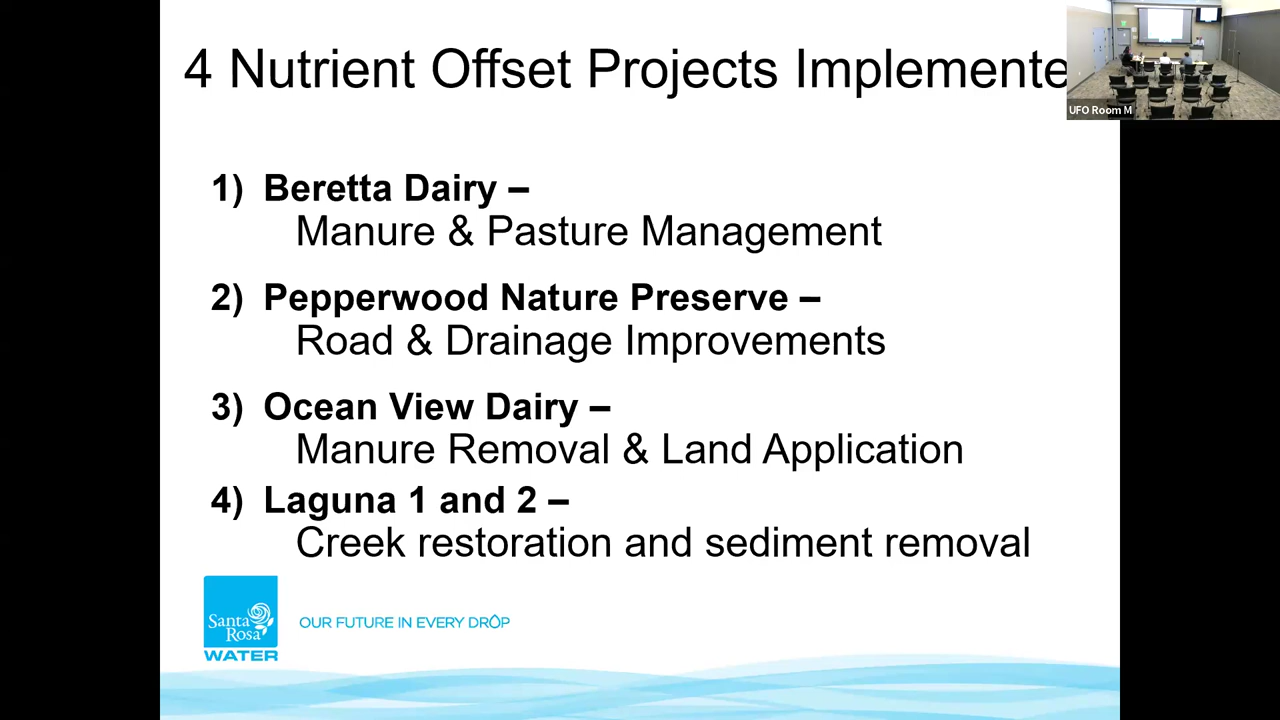 4 Nutrient Offset Projects Implemente
UFO Room M
1) Beretta Dairy –
Manure & Pasture Management
2) Pepperwood Nature Preserve –
Road & Drainage Improvements
3) Ocean View Dairy –
Manure Removal & Land Application
4) Laguna 1 and 2 –
Creek restoration and sediment removal
Santa
Rosa
WATER
OUR FUTURE IN EVERY DROP